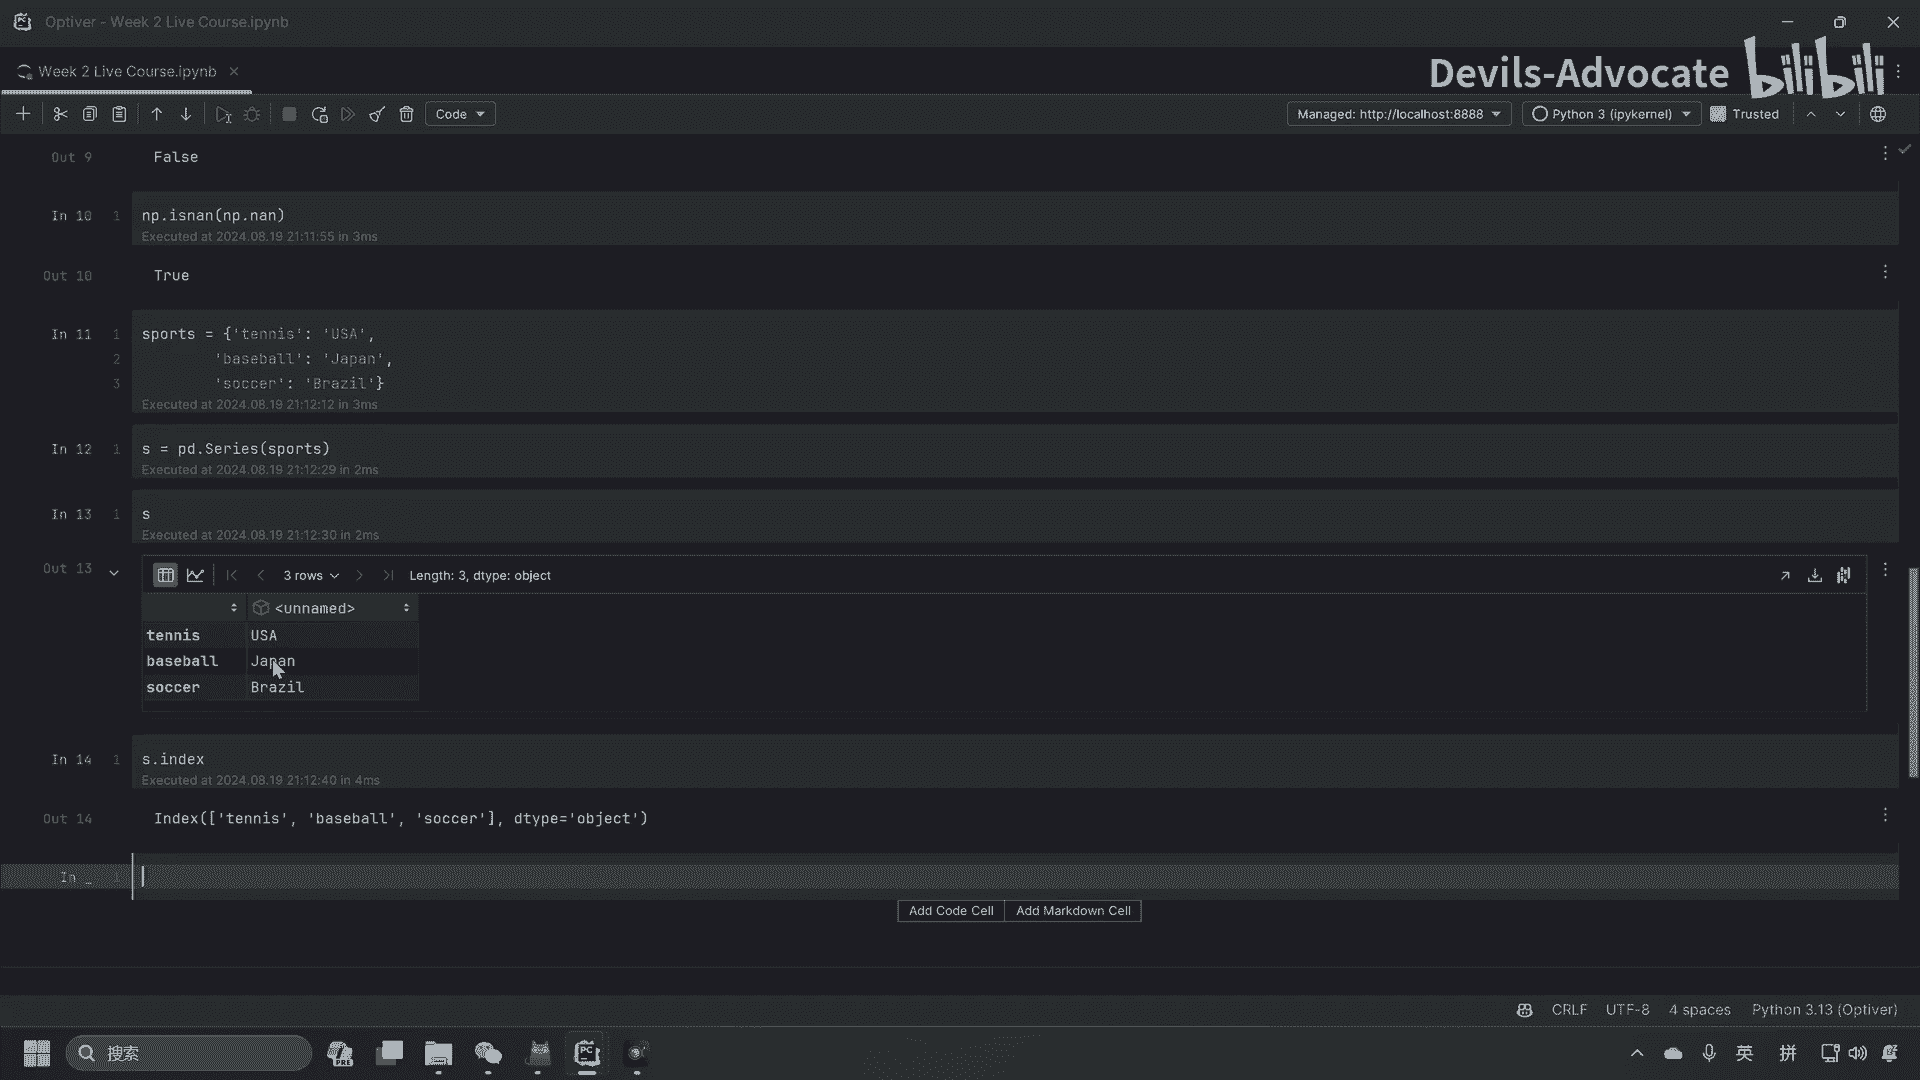 Optiver - Week 2 Live Course.ipynb
Week 2 Live Course.ipynb
Devils-Advocate bilibili
Code
Managed: http://localhost:8888
Python 3 (ipykernel)
Trusted
Out 9 False
In 10 1 np.isnan(np.nan)
Executed at 2024.08.19 21:11:55 in 3ms
Out 10 True
In 11 1 sports = {'tennis': 'USA',
2 'baseball': 'Japan',
3 'soccer': 'Brazil'}
Executed at 2024.08.19 21:12:12 in 3ms
In 12 1 s = pd.Series(sports)
Executed at 2024.08.19 21:12:29 in 2ms
In 13 1 s
Executed at 2024.08.19 21:12:30 in 2ms
Out 13 3 rows Length: 3, dtype: object
<unnamed>
tennis USA
baseball Japan
soccer Brazil
In 14 1 s.index
Executed at 2024.08.19 21:12:40 in 4ms
Out 14 Index(['tennis', 'baseball', 'soccer'], dtype='object')
In _ 1
Add Code Cell Add Markdown Cell
CRLF UTF-8 4 spaces Python 3.13 (Optiver)
搜索 PRE PC 英 拼